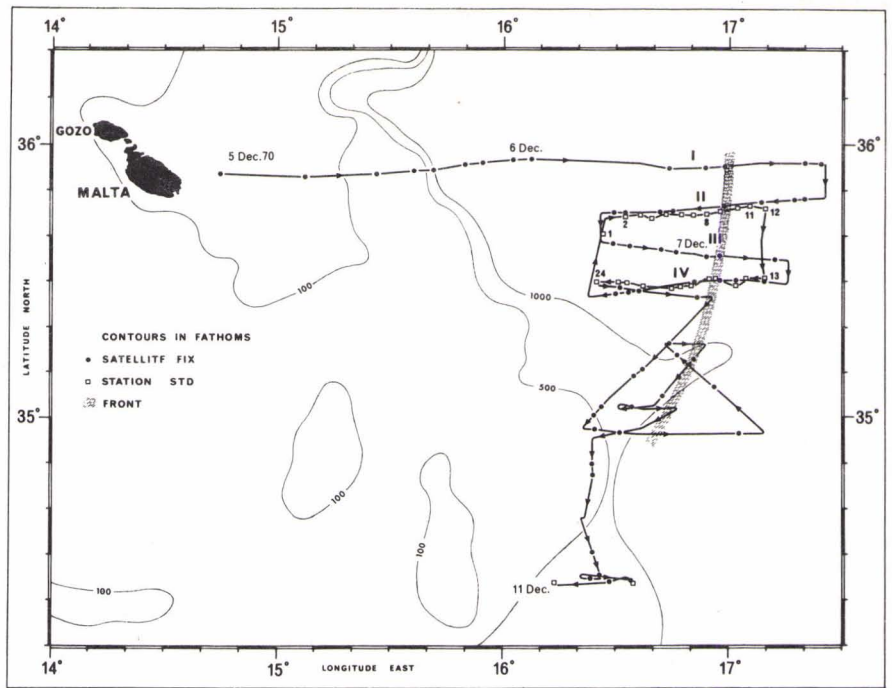 14° 15° 16° 17°
36° 36°
GOZO
MALTA
5 Dec.70
6 Dec.
I
II
2 8 11 12
1
7 Dec. III
24 IV 13
100
1000
500
CONTOURS IN FATHOMS
SATELLITF FIX
STATION STD
FRONT
LATITUDE NORTH
35° 35°
100
100
100
11 Dec.
14° 15° 16° 17°
LONGITUDE EAST